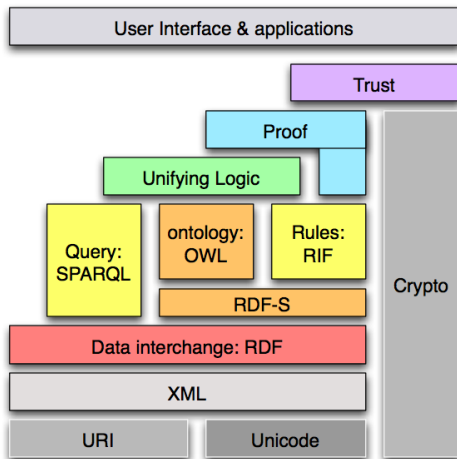 User Interface & applications
Trust
Proof
Unifying Logic
Query:
SPARQL
ontology:
OWL
Rules:
RIF
Crypto
RDF-S
Data interchange: RDF
XML
URI
Unicode